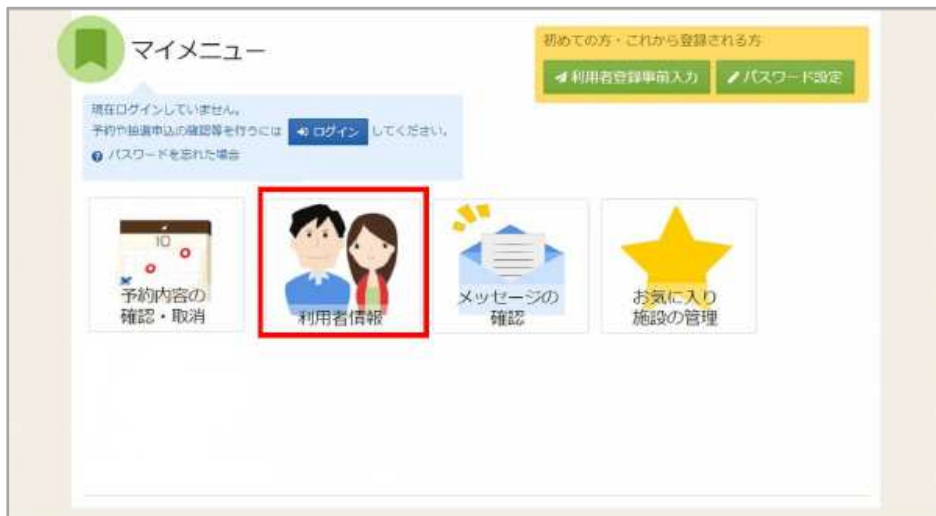 マイメニュー
初めての方・これから登録される方
利用者登録事前入力
パスワード設定
現在ログインしていません。
予約や抽選申込の確認等を行うには ログイン してください。
パスワードを忘れた場合
10
予約内容の
確認・取消
利用者情報
メッセージの
確認
お気に入り
施設の管理